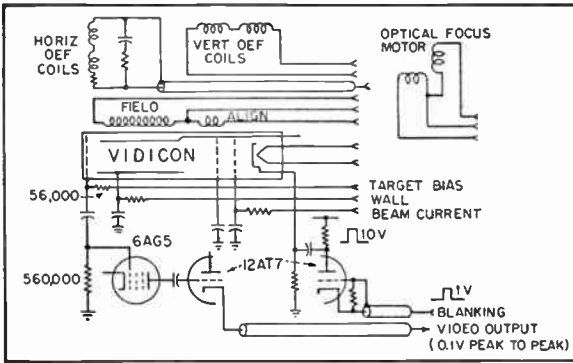 HORIZ
DEF
COILS
VERT DEF
COILS
OPTICAL FOCUS
MOTOR
FIELD
ALIGN
VIDICON
56,000
TARGET BIAS
WALL
BEAM CURRENT
10V
6AG5
12AT7
560,000
1V
BLANKING
VIDEO OUTPUT
(0.1V PEAK TO PEAK)